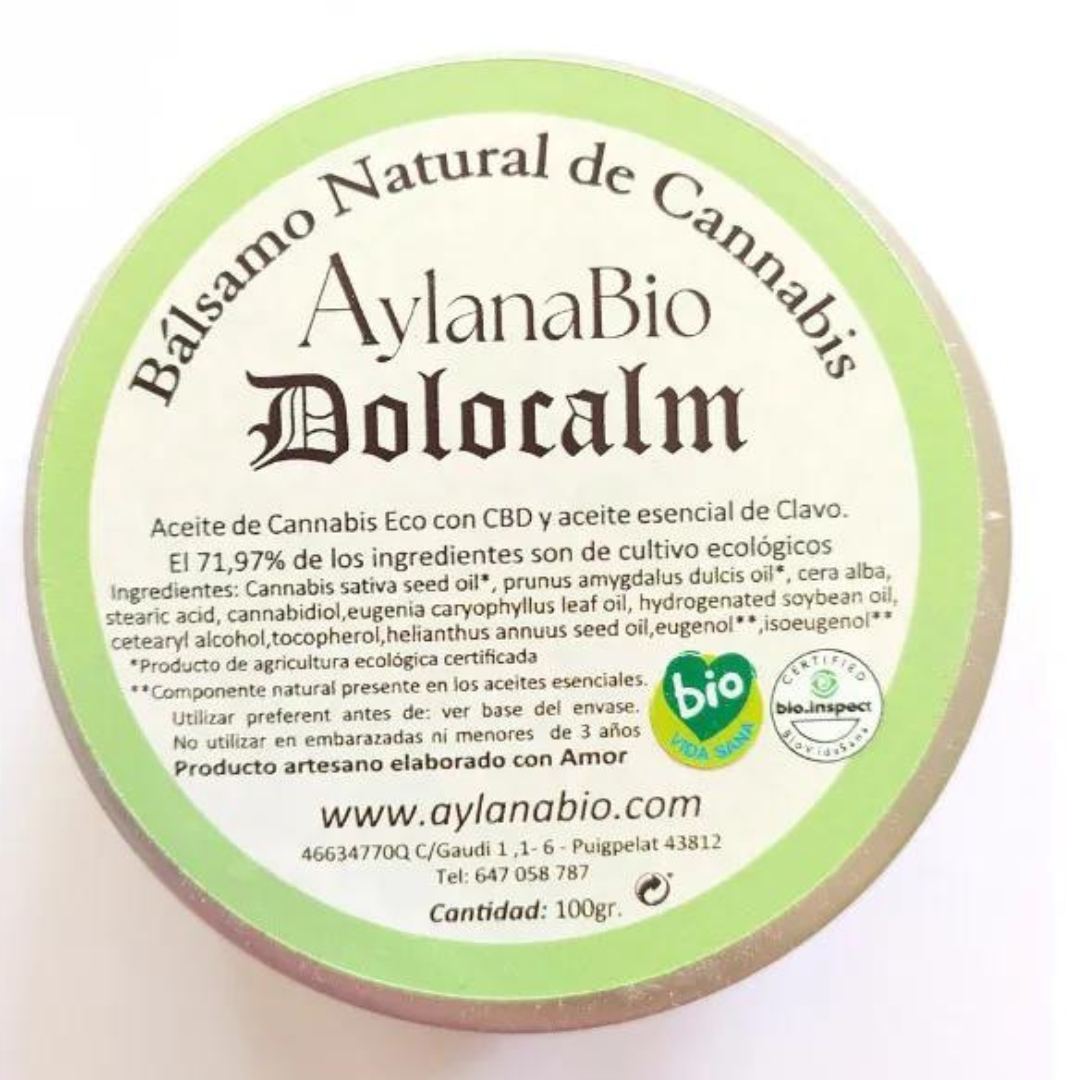 Bálsamo Natural de Cannabis
AylanaBio
Dolocalm
Aceite de Cannabis Eco con CBD y aceite esencial de Clavo.
El 71,97% de los ingredientes son de cultivo ecológicos
Ingredientes: Cannabis sativa seed oil*, prunus amygdalus dulcis oil*, cera alba,
stearic acid, cannabidiol,eugenia caryophyllus leaf oil, hydrogenated soybean oil,
cetearyl alcohol,tocopherol,helianthus annuus seed oil,eugenol**,isoeugenol**
*Producto de agricultura ecológica certificada
**Componente natural presente en los aceites esenciales.
Utilizar preferent antes de: ver base del envase.
No utilizar en embarazadas ni menores de 3 años
Producto artesano elaborado con Amor
bio
VIDA SANA
CERTIFIED
bio.inspect
BioVidaSana
www.aylanabio.com
46634770Q C/Gaudi 1 ,1- 6 - Puigpelat 43812
Tel: 647 058 787
Cantidad: 100gr.